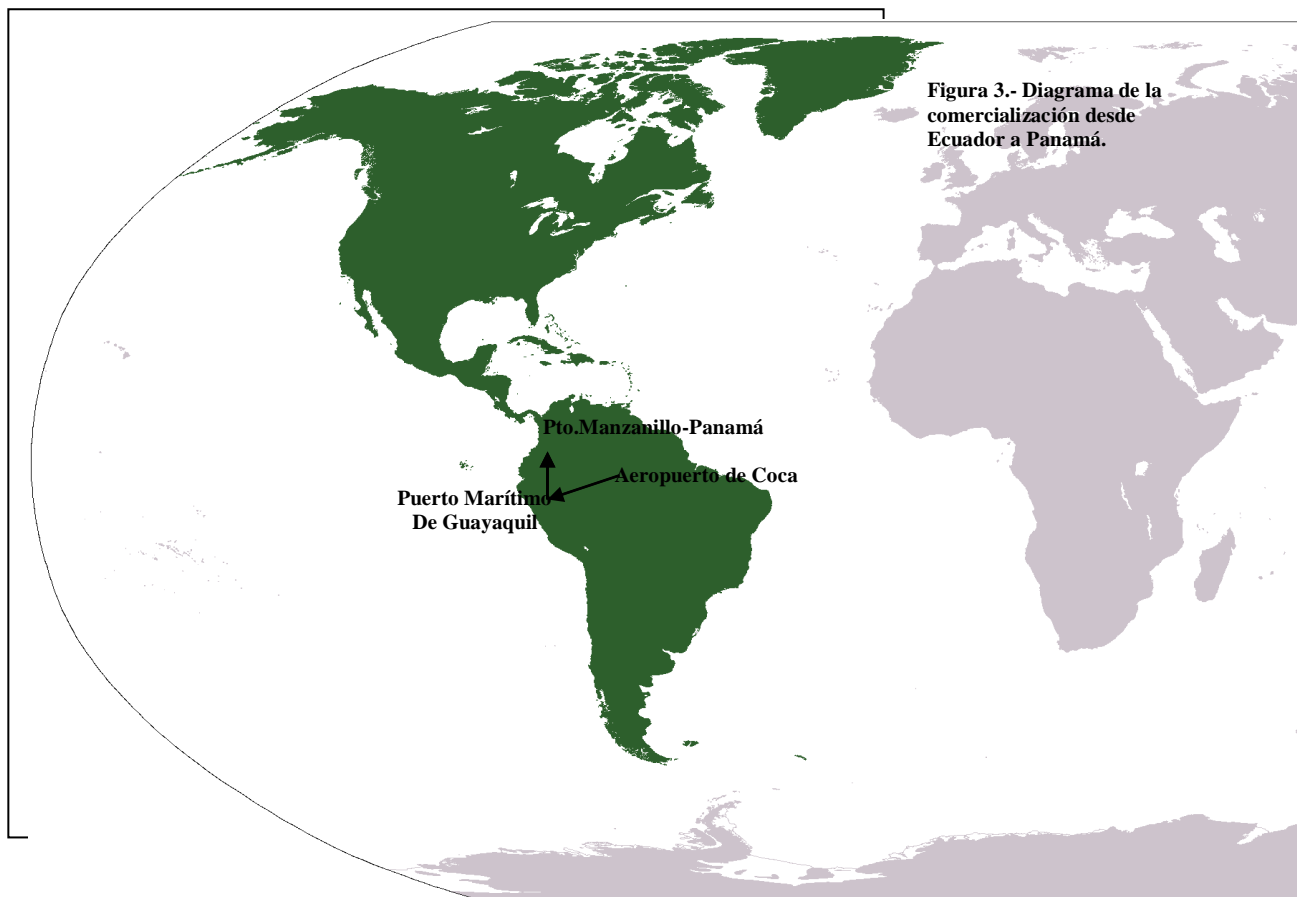 Figura 3.- Diagrama de la
comercialización desde
Ecuador a Panamá.
Pto.Manzanillo-Panamá
Aeropuerto de Coca
Puerto Marítimo
De Guayaquil